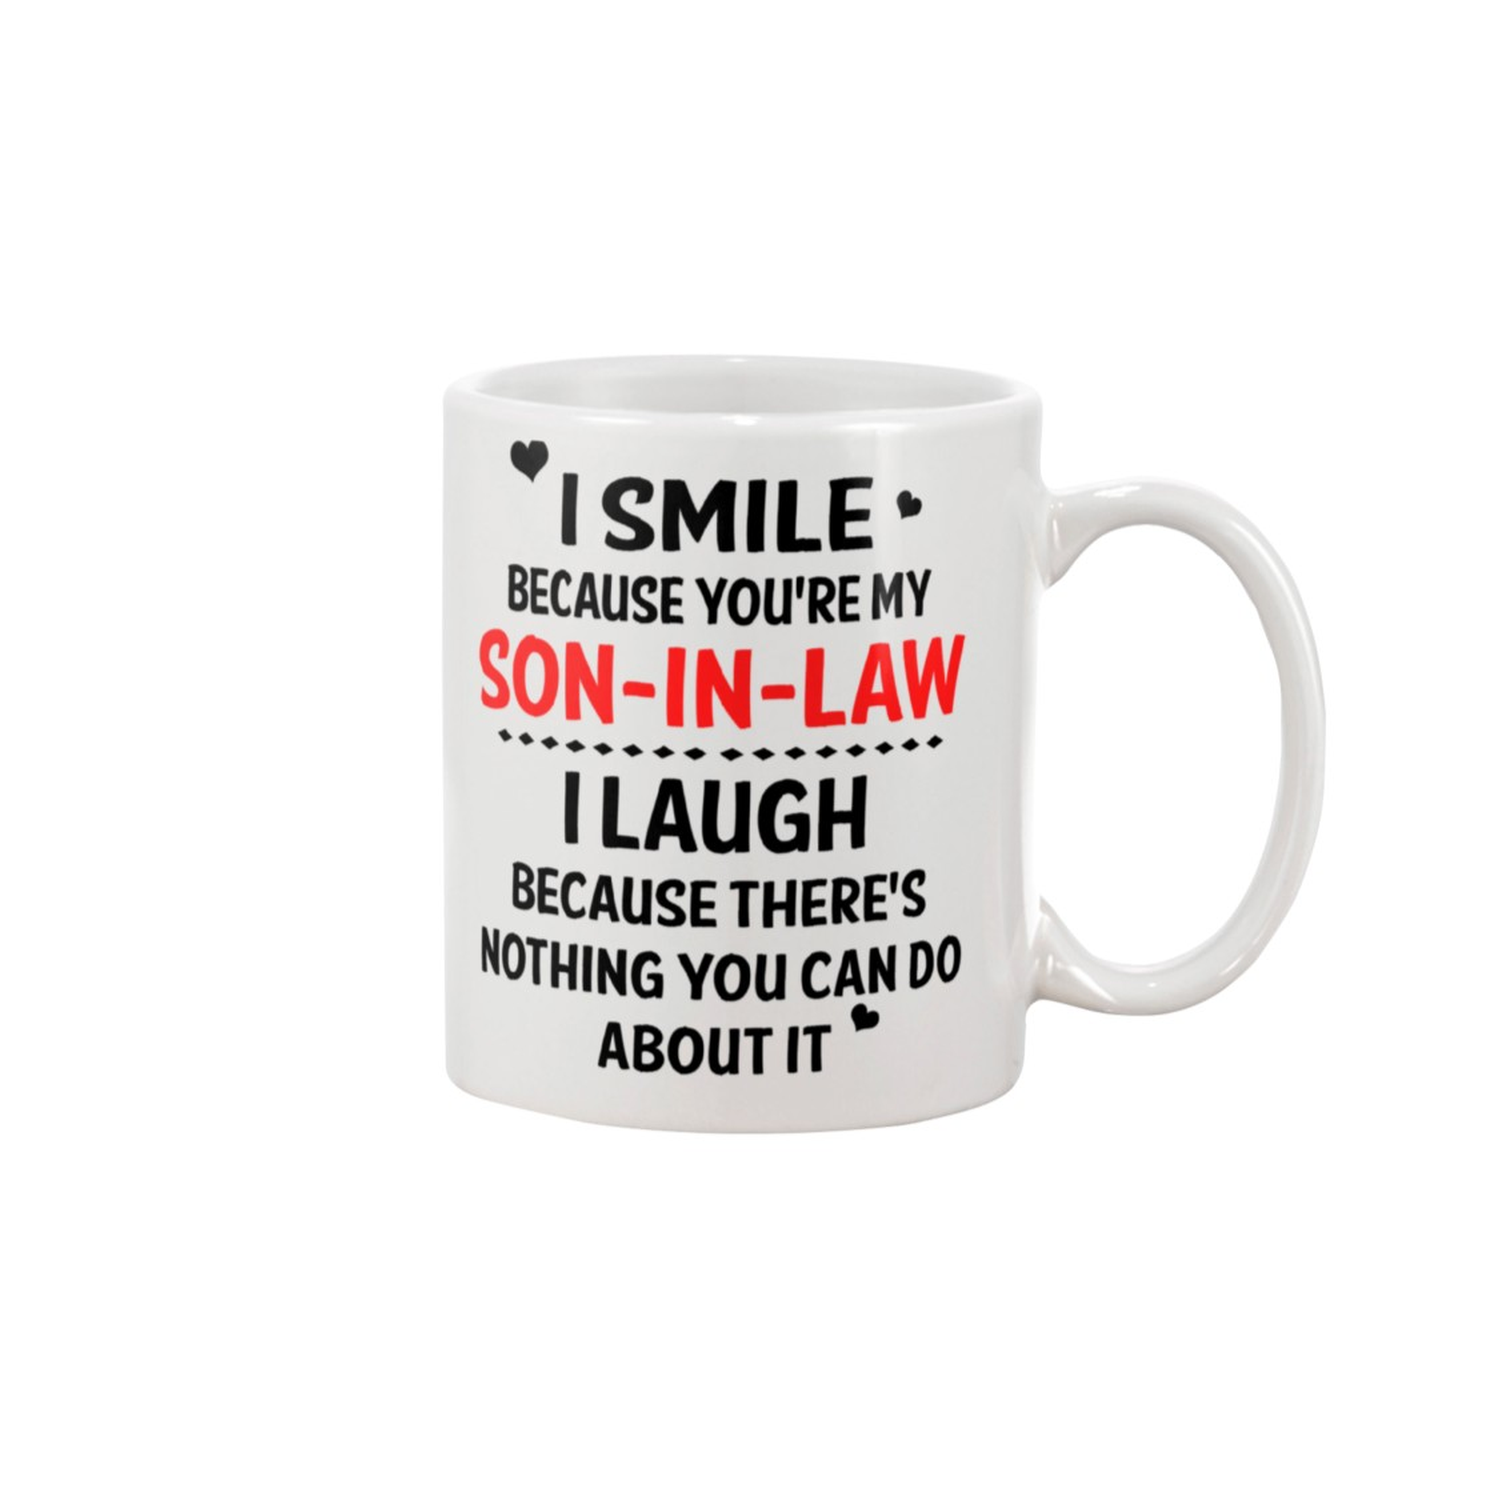 I SMILE
BECAUSE YOU'RE MY
SON-IN-LAW
I LAUGH
BECAUSE THERE'S
NOTHING YOU CAN DO
ABOUT IT